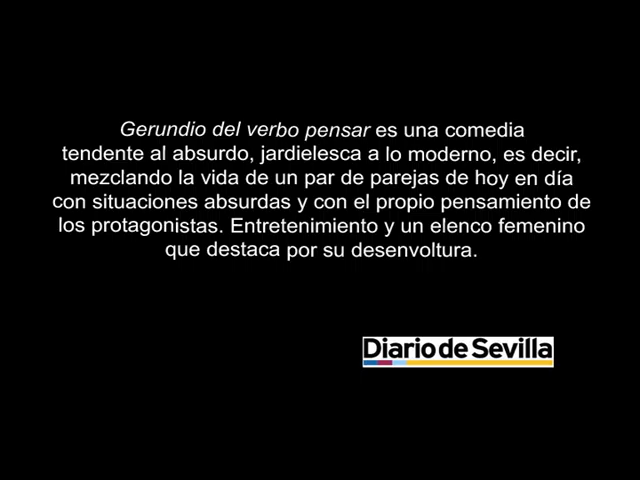 Gerundio del verbo pensar es una comedia
tendente al absurdo, jardielesca a lo moderno, es decir,
mezclando la vida de un par de parejas de hoy en día
con situaciones absurdas y con el propio pensamiento de
los protagonistas. Entretenimiento y un elenco femenino
que destaca por su desenvoltura.
Diario de Sevilla